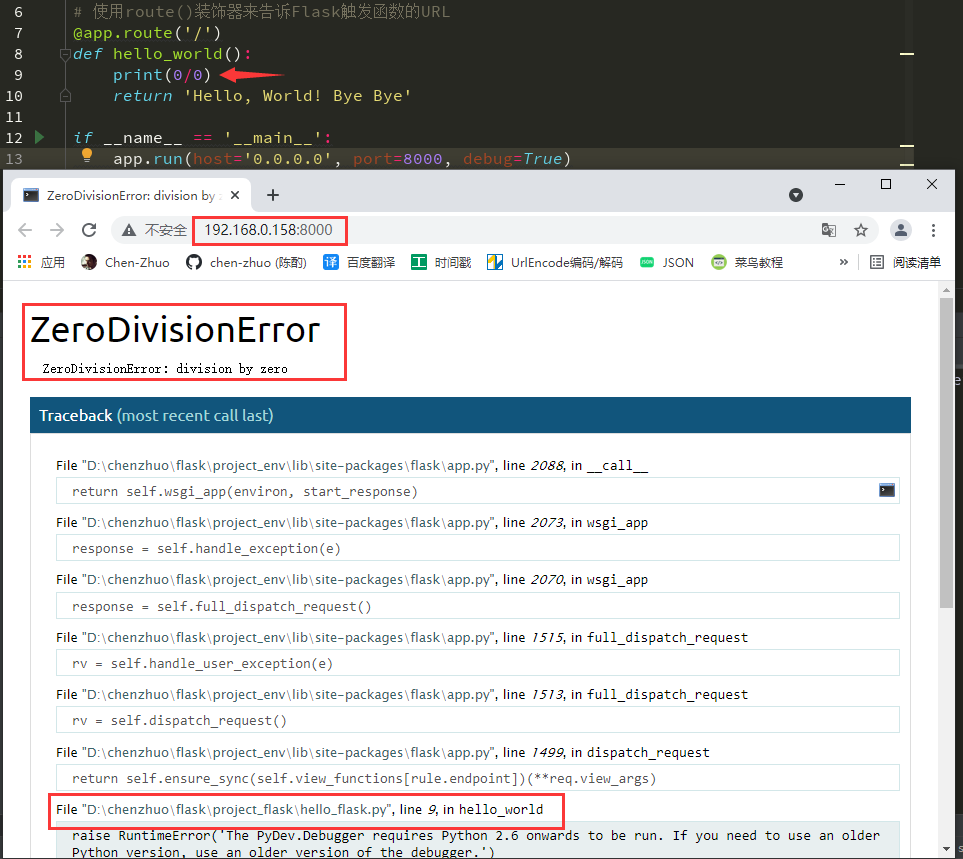 6 # 使用route()装饰器来告诉Flask触发函数的URL
7 @app.route('/')
8 def hello_world():
9 print(0/0)
10 return 'Hello, World! Bye Bye'
11
12 if __name__ == '__main__':
13 app.run(host='0.0.0.0', port=8000, debug=True)
ZeroDivisionError: division by
不安全 192.168.0.158:8000
应用 Chen-Zhuo chen-zhuo (陈酌) 译 百度翻译 工 时间戳 UrlEncode编码/解码 JSON JSON 菜鸟教程 » 阅读清单
ZeroDivisionError
ZeroDivisionError: division by zero
Traceback (most recent call last)
File "D:\chenzhuo\flask\project_env\lib\site-packages\flask\app.py", line 2088, in __call__
return self.wsgi_app(environ, start_response)
File "D:\chenzhuo\flask\project_env\lib\site-packages\flask\app.py", line 2073, in wsgi_app
response = self.handle_exception(e)
File "D:\chenzhuo\flask\project_env\lib\site-packages\flask\app.py", line 2070, in wsgi_app
response = self.full_dispatch_request()
File "D:\chenzhuo\flask\project_env\lib\site-packages\flask\app.py", line 1515, in full_dispatch_request
rv = self.handle_user_exception(e)
File "D:\chenzhuo\flask\project_env\lib\site-packages\flask\app.py", line 1513, in full_dispatch_request
rv = self.dispatch_request()
File "D:\chenzhuo\flask\project_env\lib\site-packages\flask\app.py", line 1499, in dispatch_request
return self.ensure_sync(self.view_functions[rule.endpoint])(**req.view_args)
File "D:\chenzhuo\flask\project_flask\hello_flask.py", line 9, in hello_world
raise RuntimeError('The PyDev.Debugger requires Python 2.6 onwards to be run. If you need to use an older
Python version, use an older version of the debugger.')